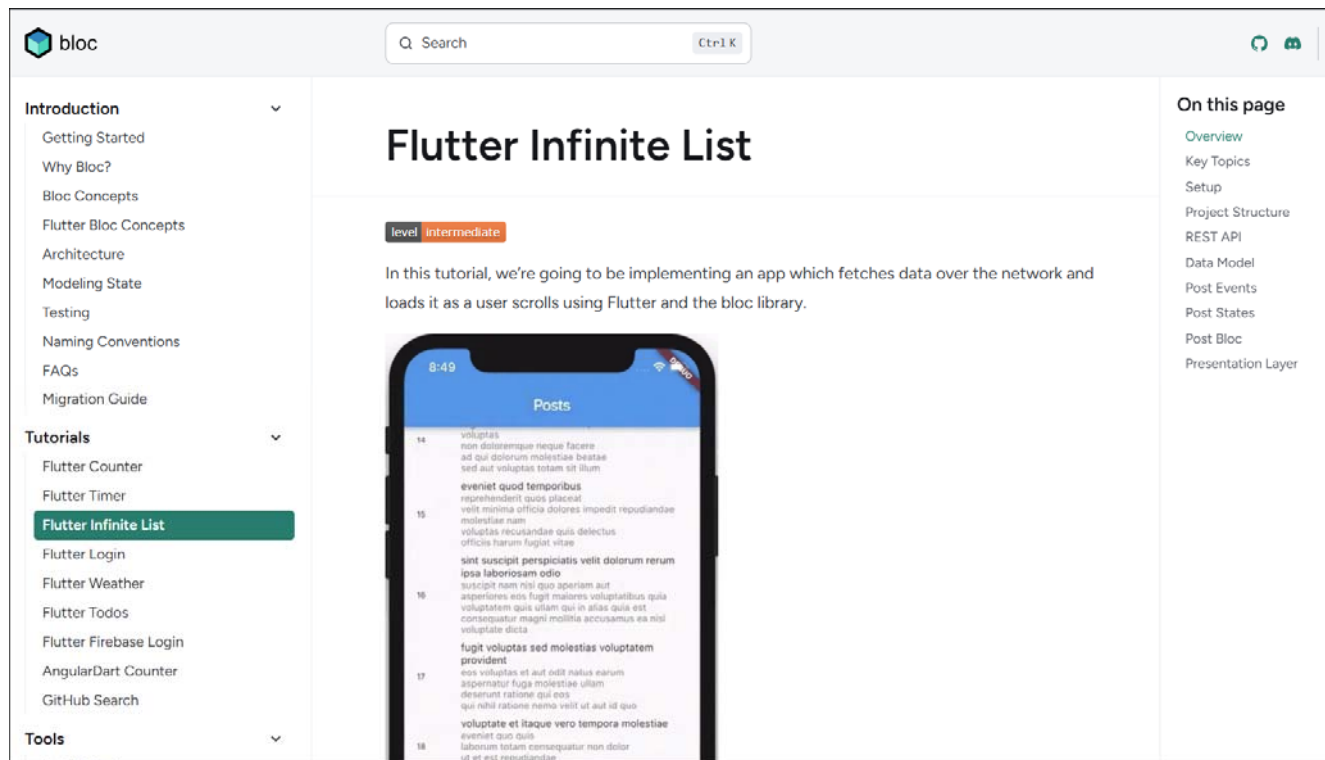 bloc
Search
Ctrl K
Introduction
Getting Started
Why Bloc?
Bloc Concepts
Flutter Bloc Concepts
Architecture
Modeling State
Testing
Naming Conventions
FAQs
Migration Guide
Tutorials
Flutter Counter
Flutter Timer
Flutter Infinite List
Flutter Login
Flutter Weather
Flutter Todos
Flutter Firebase Login
AngularDart Counter
GitHub Search
Tools
Flutter Infinite List
level intermediate
In this tutorial, we’re going to be implementing an app which fetches data over the network and
loads it as a user scrolls using Flutter and the bloc library.
8:49
Posts
14
voluptas
non doloremque neque facere
ad qui dolorum molestiae beatae
sed aut voluptas totam sit illum
eveniet quod temporibus
reprehenderit quos placeat
15
velit minima officia dolores impedit repudiandae
molestiae nam
voluptas recusandae quis delectus
officiis harum fugiat vitae
sint suscipit perspiciatis velit dolorum rerum
ipsa laboriosam odio
suscipit nam nisi quo aperiam aut
16
asperiores eos fugit maiores voluptatibus quia
voluptatem quis ullam qui in alias quia est
consequatur magni mollitia accusamus ea nisi
voluptate dicta
fugit voluptas sed molestias voluptatem
provident
17
eos voluptas et aut odit natus earum
aspernatur fuga molestiae ullam
deserunt ratione qui eos
qui nihil ratione nemo velit ut aut id quo
voluptate et itaque vero tempora molestiae
eveniet quo quis
18
laborum totam consequatur non dolor
ut et est repudiandae
On this page
Overview
Key Topics
Setup
Project Structure
REST API
Data Model
Post Events
Post States
Post Bloc
Presentation Layer